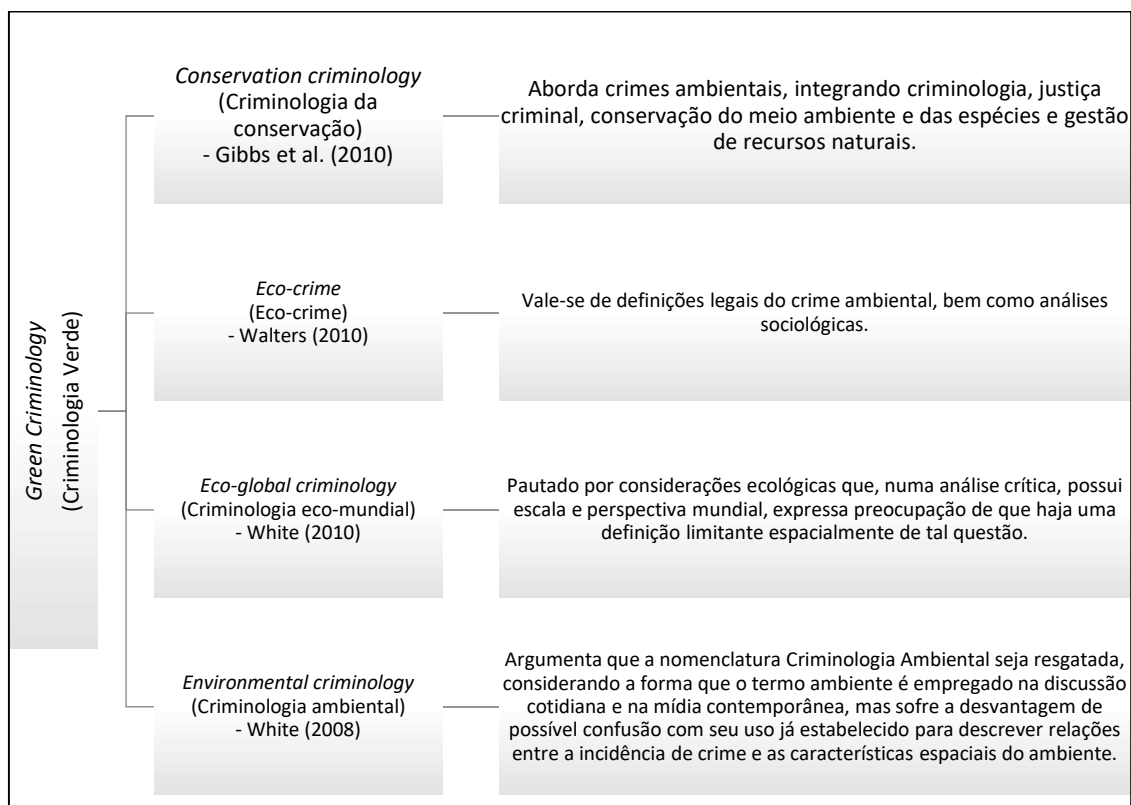 Green Criminology
(Criminologia Verde)
Conservation criminology
(Criminologia da
conservação)
- Gibbs et al. (2010)
Aborda crimes ambientais, integrando criminologia, justiça
criminal, conservação do meio ambiente e das espécies e gestão
de recursos naturais.
Eco-crime
(Eco-crime)
- Walters (2010)
Vale-se de definições legais do crime ambiental, bem como análises
sociológicas.
Eco-global criminology
(Criminologia eco-mundial)
- White (2010)
Pautado por considerações ecológicas que, numa análise crítica, possui
escala e perspectiva mundial, expressa preocupação de que haja uma
definição limitante espacialmente de tal questão.
Environmental criminology
(Criminologia ambiental)
- White (2008)
Argumenta que a nomenclatura Criminologia Ambiental seja resgatada,
considerando a forma que o termo ambiente é empregado na discussão
cotidiana e na mídia contemporânea, mas sofre a desvantagem de
possível confusão com seu uso já estabelecido para descrever relações
entre a incidência de crime e as características espaciais do ambiente.